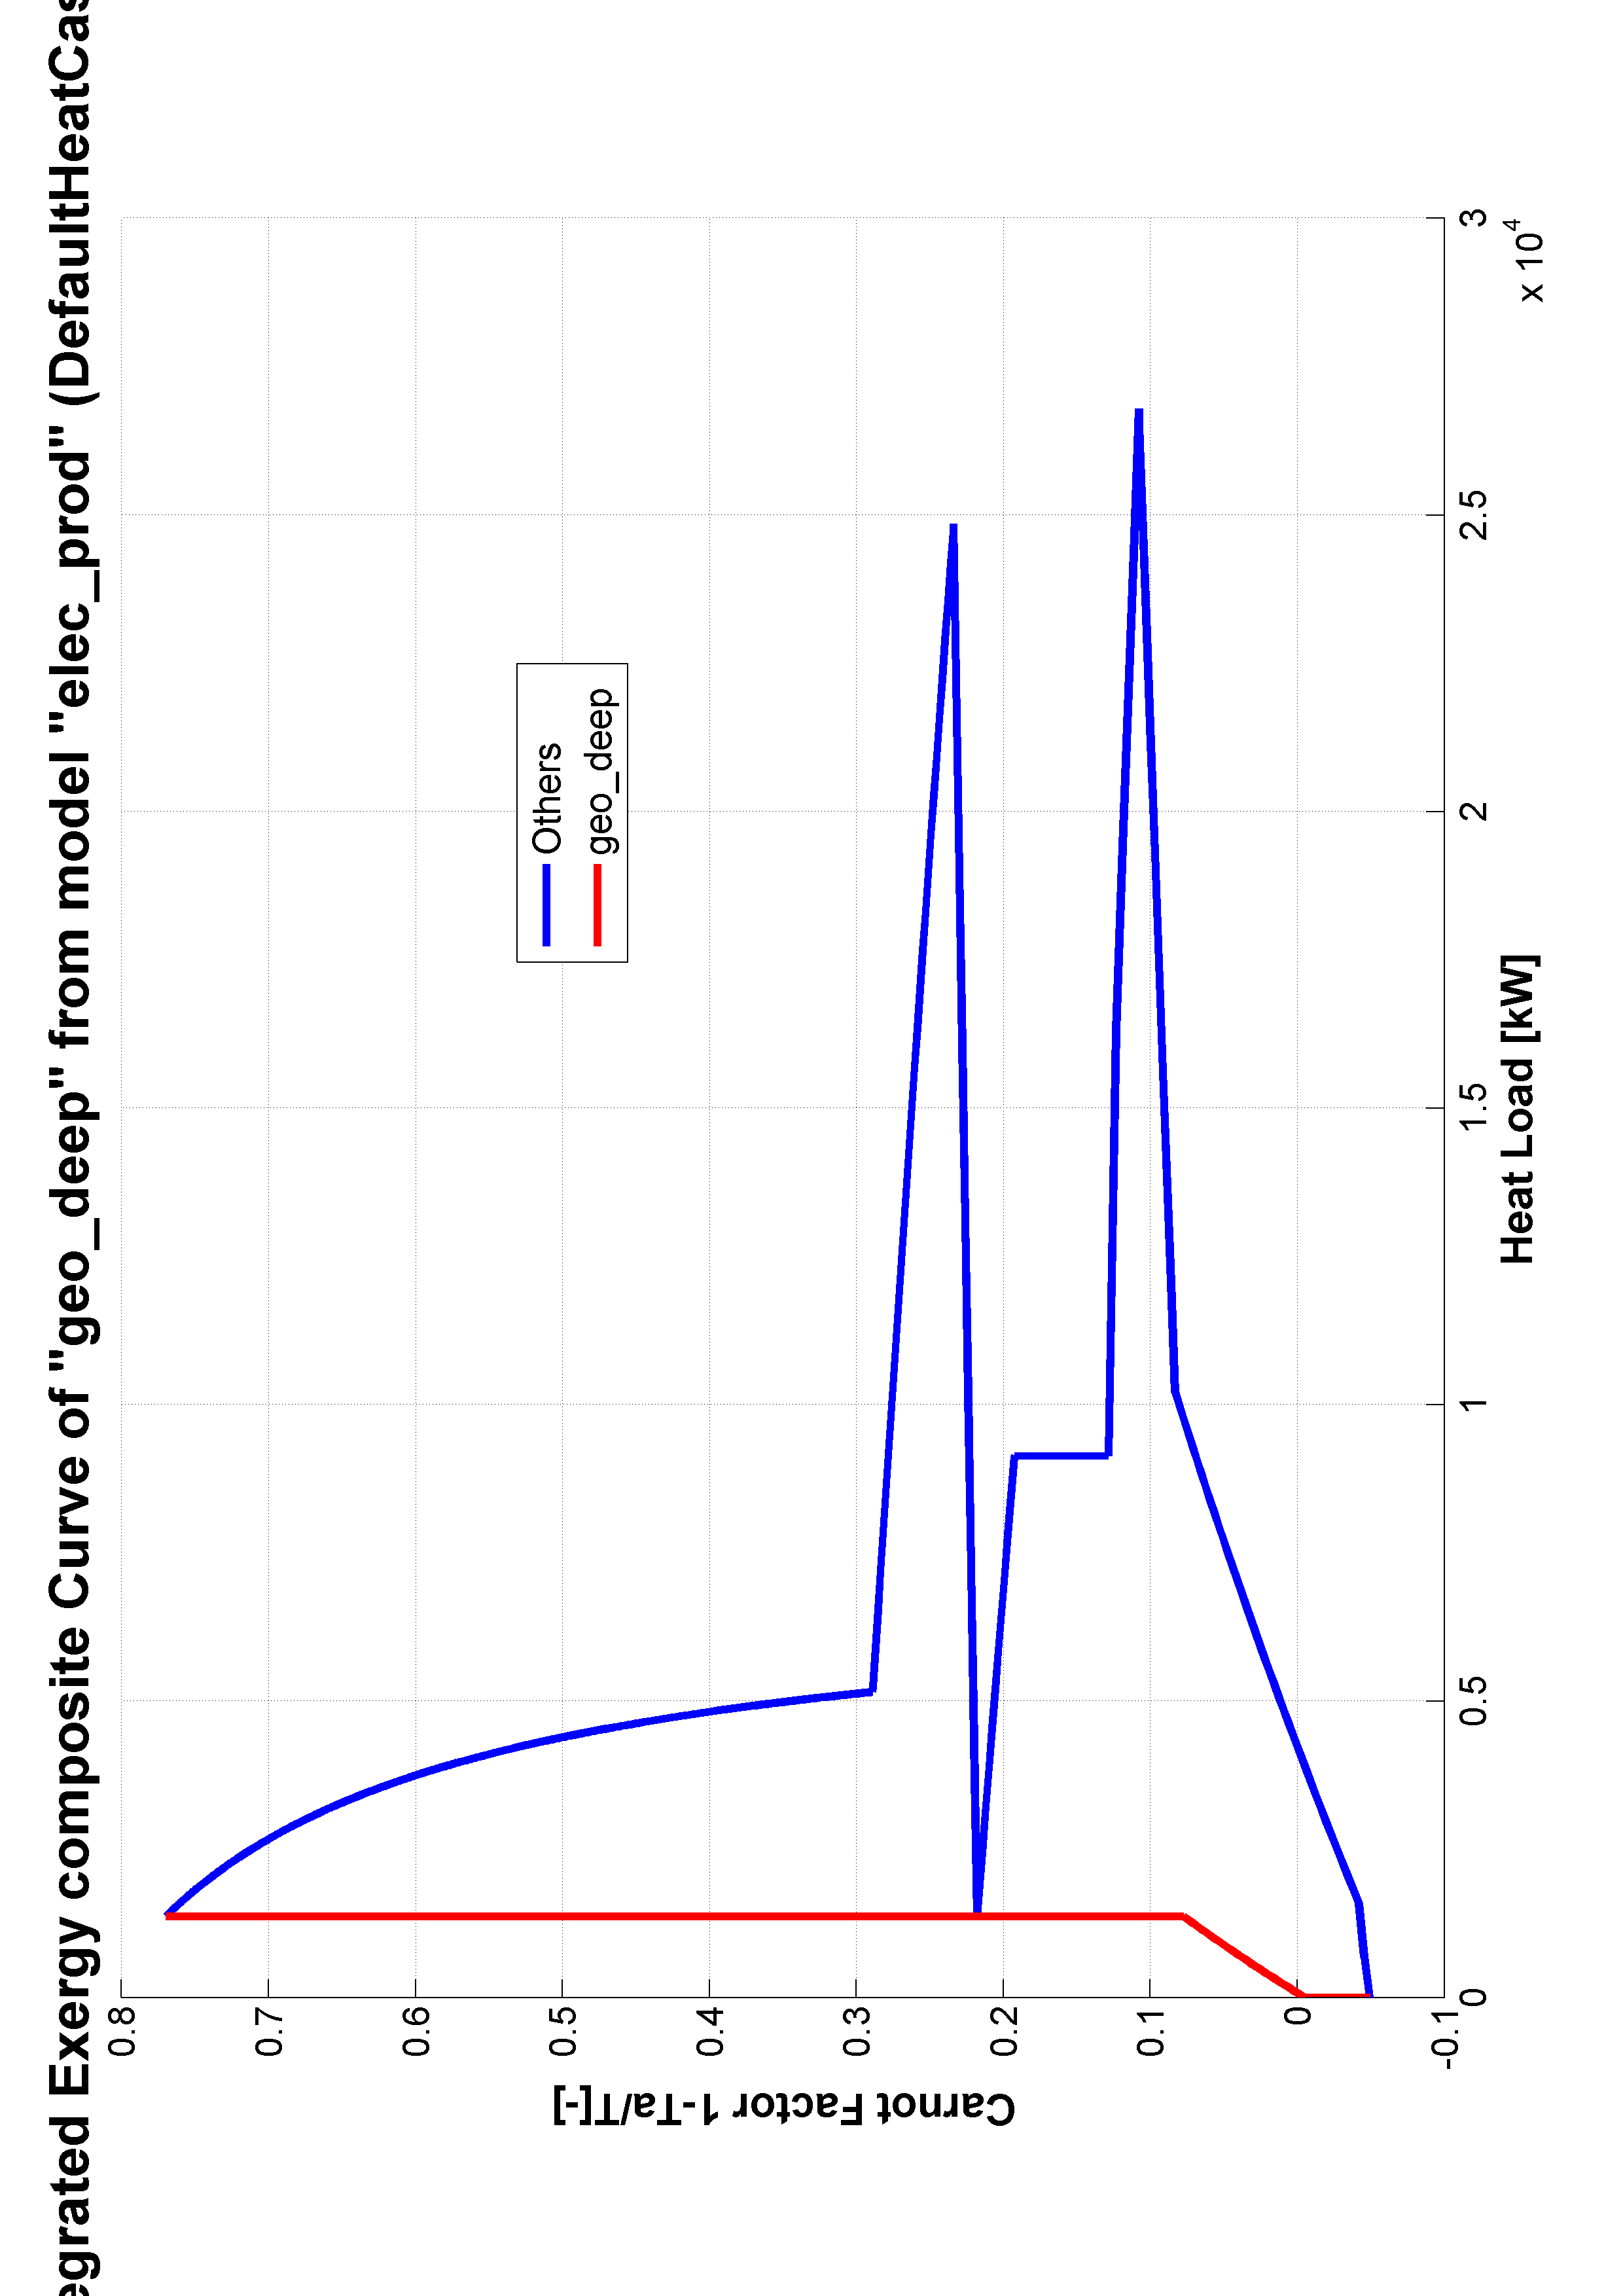 egrated Exergy composite Curve of "geo_deep" from model "elec_prod" (DefaultHeatCas
0.8
0.7
0.6
0.5
0.4
0.3
0.2
0.1
0
-0.1
Carnot Factor 1-Ta/T[-]
Others
geo_deep
0
0.5
1
1.5
2
2.5
3
x 10^4
Heat Load [kW]